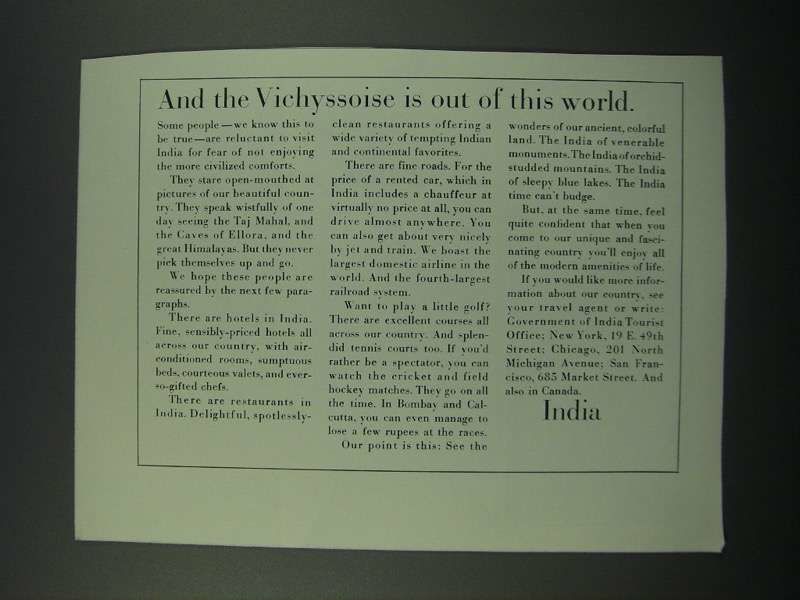 And the Vichyssoise is out of this world.
Some people—we know this to
be true—are reluctant to visit
India for fear of not enjoying
the more civilized comforts.
They stare open-mouthed at
pictures of our beautiful coun-
try. They speak wistfully of one
day seeing the Taj Mahal, and
the Caves of Ellora, and the
great Himalayas. But they never
pick themselves up and go.
We hope these people are
reassured by the next few para-
graphs.
There are hotels in India.
Fine, sensibly-priced hotels all
across our country, with air-
conditioned rooms, sumptuous
beds, courteous valets, and ever-
so-gifted chefs.
There are restaurants in
India. Delightful, spotlessly-
clean restaurants offering a
wide variety of tempting Indian
and continental favorites.
There are fine roads. For the
price of a rented car, which in
India includes a chauffeur at
virtually no price at all, you can
drive almost anywhere. You
can also get about very nicely
by jet and train. We boast the
largest domestic airline in the
world. And the fourth-largest
railroad system.
Want to play a little golf?
There are excellent courses all
across our country. And splen-
did tennis courts too. If you'd
rather be a spectator, you can
watch the cricket and field
hockey matches. They go on all
the time. In Bombay and Cal-
cutta, you can even manage to
lose a few rupees at the races.
Our point is this: See the
wonders of our ancient, colorful
land. The India of venerable
monuments. The India of orchid-
studded mountains. The India
of sleepy blue lakes. The India
time can't budge.
But, at the same time, feel
quite confident that when you
come to our unique and fasci-
nating country you'll enjoy all
of the modern amenities of life.
If you would like more infor-
mation about our country, see
your travel agent or write:
Government of India Tourist
Office; New York, 19 E. 49th
Street; Chicago, 201 North
Michigan Avenue; San Fran-
cisco, 685 Market Street. And
also in Canada.
India